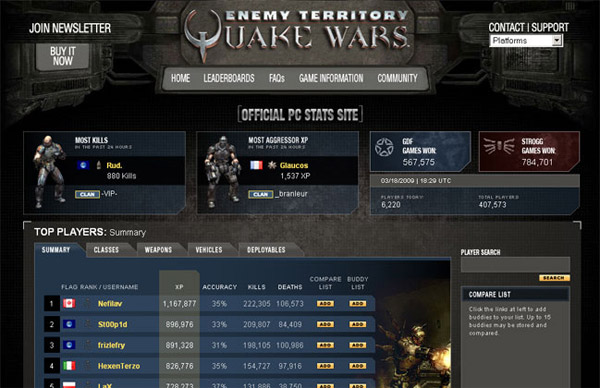 JOIN NEWSLETTER
BUY IT NOW
ENEMY TERRITORY
QUAKE WARS
CONTACT | SUPPORT
Platforms
HOME LEADERBOARDS FAQs GAME INFORMATION COMMUNITY
[OFFICIAL PC STATS SITE]
MOST KILLS
IN THE PAST 24 HOURS
Rud.
880 Kills
CLAN -VIP-
MOST AGGRESSOR XP
IN THE PAST 24 HOURS
Glaucos
1,537 XP
CLAN _branleur
GDF
GAMES WON:
567,575
STROGG
GAMES WON:
784,701
03/18/2009 | 18:29 UTC
PLAYERS TODAY:
6,220
TOTAL PLAYERS
407,573
TOP PLAYERS: Summary
SUMMARY CLASSES WEAPONS VEHICLES DEPLOYABLES
FLAG RANK / USERNAME XP ACCURACY KILLS DEATHS COMPARE LIST BUDDY LIST
1 Nefilav 1,167,877 35% 222,305 106,573 ADD ADD
2 St00p1d 896,976 33% 209,807 84,409 ADD ADD
3 frizlefry 891,328 31% 198,105 100,986 ADD ADD
4 HexenTerzo 826,776 35% 154,727 97,916 ADD ADD
5 LaX 728,373 37% 131,886 38,750 ADD ADD
PLAYER SEARCH
SEARCH
COMPARE LIST
Click the links at left to add
buddies to your list. Up to 15
buddies may be stored and
compared.